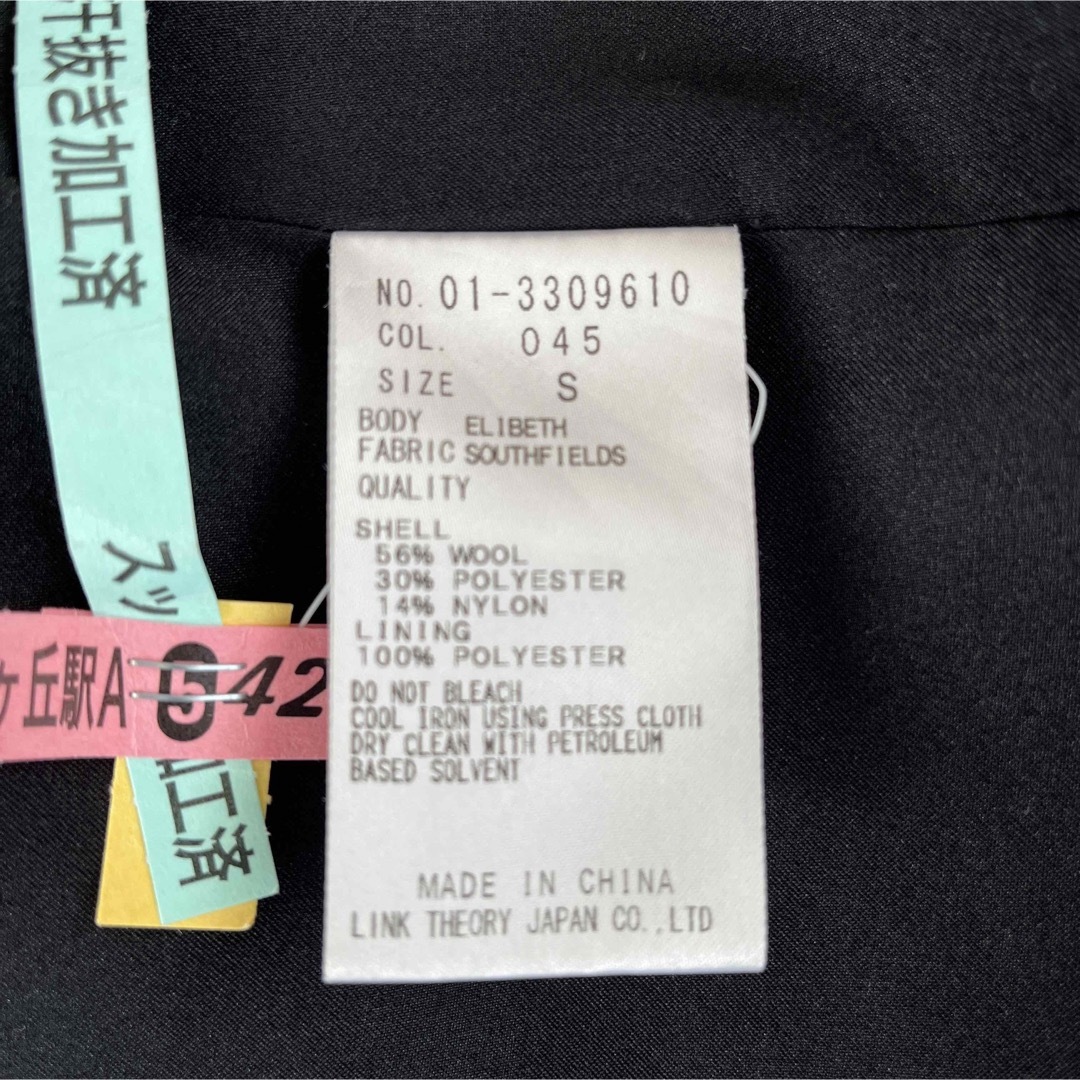 汗抜き加工済
スッ
工済
ケ丘駅A 5 42
NO. 01-3309610
COL. 045
SIZE S
BODY ELIBETH
FABRIC SOUTHFIELDS
QUALITY
SHELL
56% WOOL
30% POLYESTER
14% NYLON
LINING
100% POLYESTER
DO NOT BLEACH
COOL IRON USING PRESS CLOTH
DRY CLEAN WITH PETROLEUM
BASED SOLVENT
MADE IN CHINA
LINK THEORY JAPAN CO.,LTD